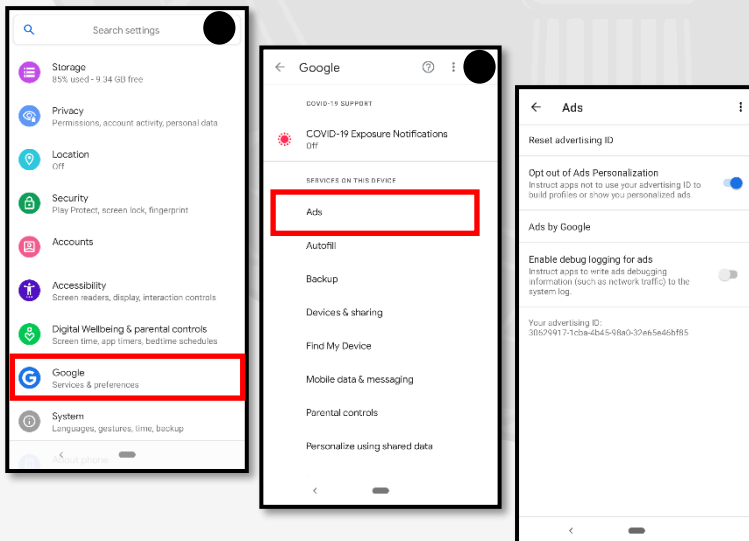 Search settings
Storage
85% used - 9.34 GB free
Privacy
Permissions, account activity, personal data
Location
Off
Security
Play Protect, screen lock, fingerprint
Accounts
Accessibility
Screen readers, display, interaction controls
Digital Wellbeing & parental controls
Screen time, app timers, bedtime schedules
Google
Services & preferences
System
Languages, gestures, time, backup
About phone
Google
COVID-19 SUPPORT
COVID-19 Exposure Notifications
Off
SERVICES ON THIS DEVICE
Ads
Autofill
Backup
Devices & sharing
Find My Device
Mobile data & messaging
Parental controls
Personalize using shared data
Ads
Reset advertising ID
Opt out of Ads Personalization
Instruct apps not to use your advertising ID to
build profiles or show you personalized ads.
Ads by Google
Enable debug logging for ads
Instruct apps to write ads debugging
information (such as network traffic) to the
system log.
Your advertising ID:
30629917-1cba-4b45-98a0-32e65e46bf85